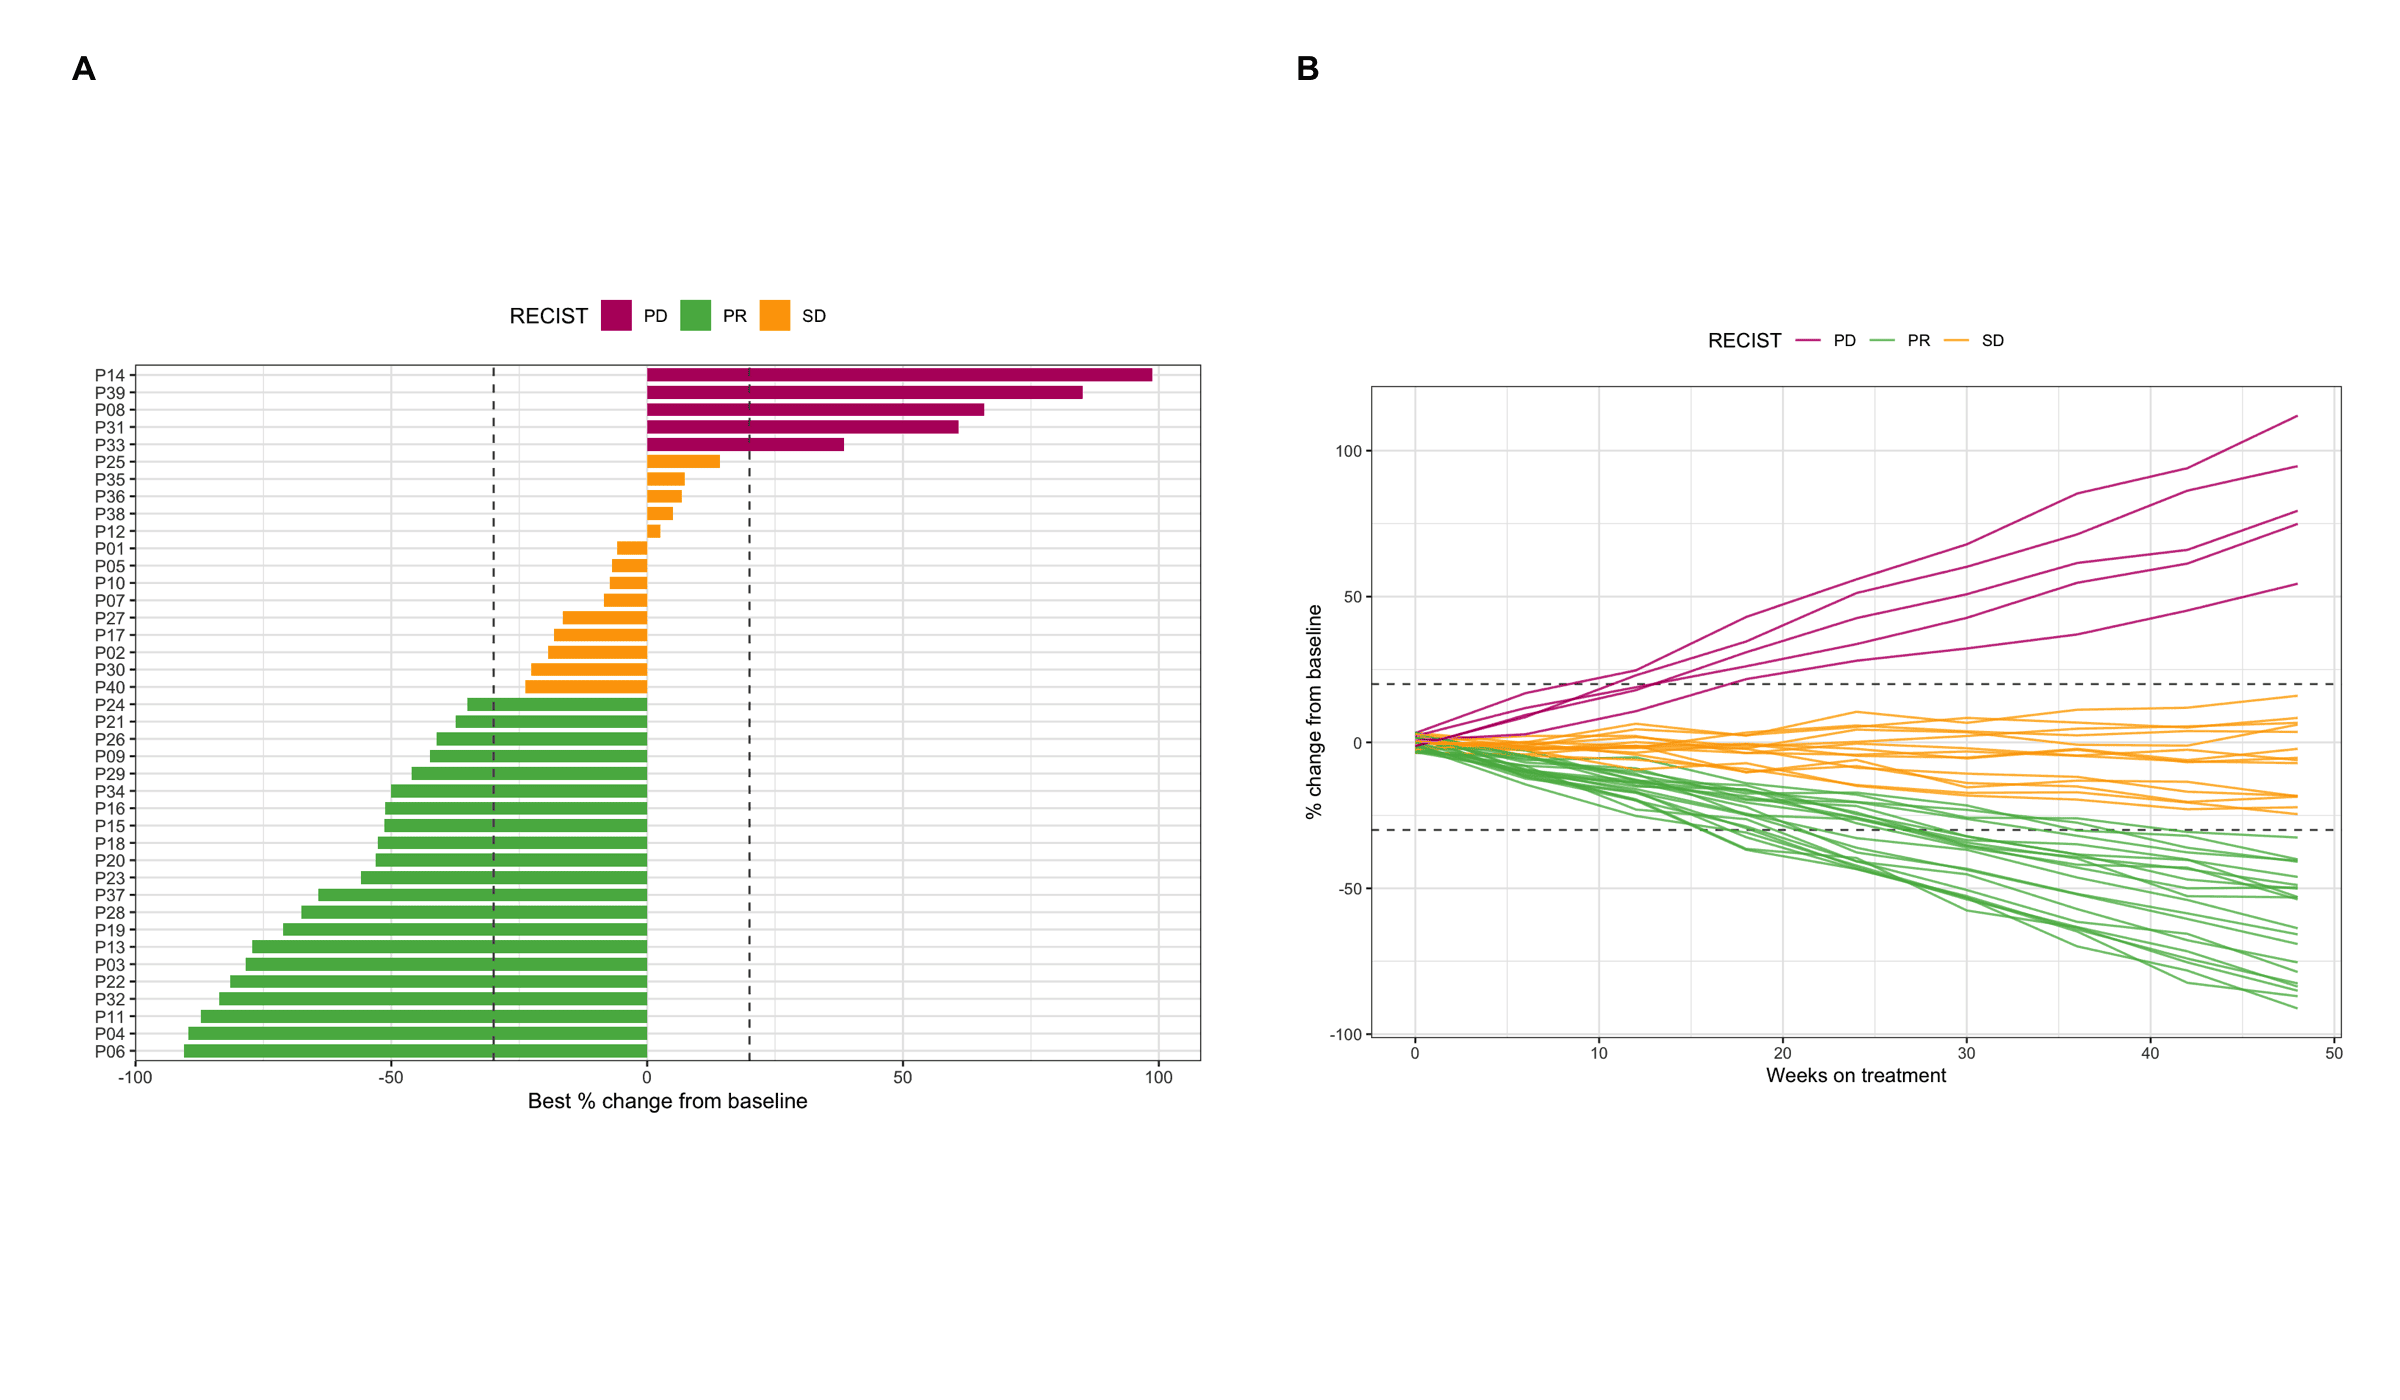 A
B
RECIST PD PR SD
RECIST PD PR SD
P14
P39
P08
P31
P33
P25
P35
P36
P38
P12
P01
P05
P10
P07
P27
P17
P02
P30
P40
P24
P21
P26
P09
P29
P34
P16
P15
P18
P20
P23
P37
P28
P19
P13
P03
P22
P32
P11
P04
P06
-100 -50 0 50 100
Best % change from baseline
% change from baseline
100
50
0
-50
-100
0 10 20 30 40 50
Weeks on treatment